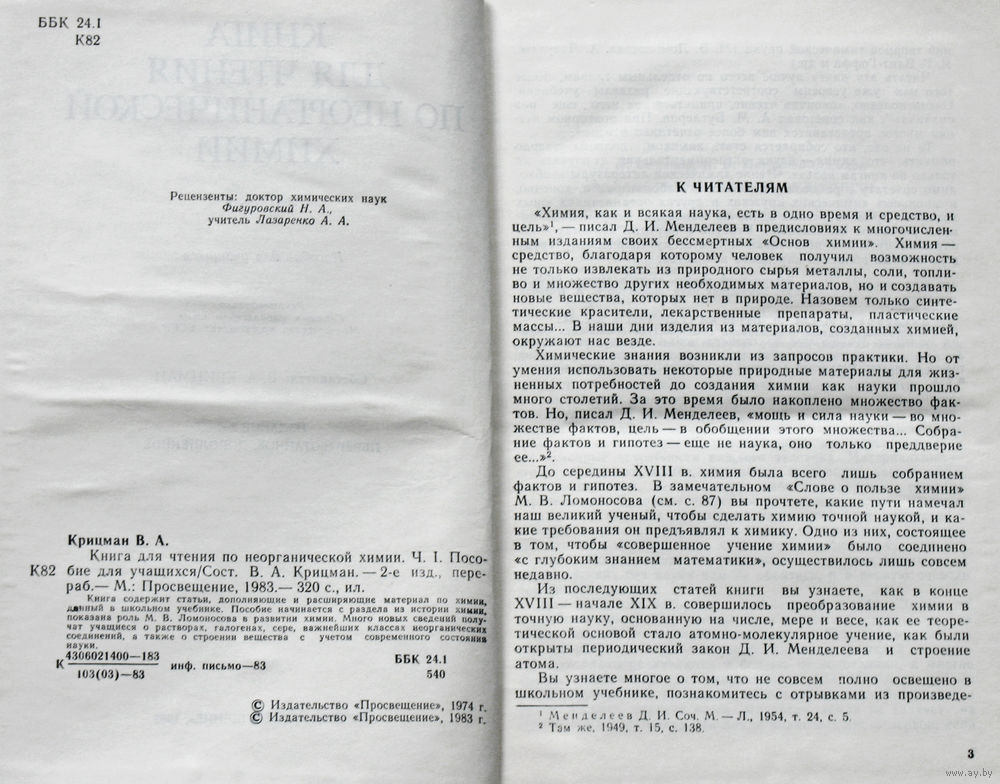 ББК 24.1
К82
Рецензенты: доктор химических наук
Фигуровский Н. А.,
учитель Лазаренко А. А.
Крицман В. А.
Книга для чтения по неорганической химии. Ч. I. Посо-
К82 бие для учащихся/Сост. В. А. Крицман. — 2-е изд., пере-
раб.— М.: Просвещение, 1983.— 320 с., ил.
Книга содержит статьи, дополняющие и расширяющие материал по химии,
данный в школьном учебнике. Пособие начинается с раздела из истории химии,
показана роль М. В. Ломоносова в развитии химии. Много новых сведений полу-
чат учащиеся о растворах, галогенах, сере, важнейших классах неорганических
соединений, а также о строении вещества с учетом современного состояния
науки.
К 4306021400—183
103(03)—83
инф. письмо—83
ББК 24.1
540
© Издательство «Просвещение», 1974 г.
© Издательство «Просвещение», 1983 г.
К ЧИТАТЕЛЯМ
«Химия, как и всякая наука, есть в одно время и средство, и
цель»¹, — писал Д. И. Менделеев в предисловиях к многочислен-
ным изданиям своих бессмертных «Основ химии». Химия —
средство, благодаря которому человек получил возможность
не только извлекать из природного сырья металлы, соли, топли-
во и множество других необходимых материалов, но и создавать
новые вещества, которых нет в природе. Назовем только синте-
тические красители, лекарственные препараты, пластические
массы... В наши дни изделия из материалов, созданных химией,
окружают нас везде.
Химические знания возникли из запросов практики. Но от
умения использовать некоторые природные материалы для жиз-
ненных потребностей до создания химии как науки прошло
много столетий. За это время было накоплено множество фак-
тов. Но, писал Д. И. Менделеев, «мощь и сила науки — во мно-
жестве фактов, цель — в обобщении этого множества... Собра-
ние фактов и гипотез — еще не наука, оно только преддверие
ее...»².
До середины XVIII в. химия была всего лишь собранием
фактов и гипотез. В замечательном «Слове о пользе химии»
М. В. Ломоносова (см. с. 87) вы прочтете, какие пути намечал
наш великий ученый, чтобы сделать химию точной наукой, и ка-
кие требования он предъявлял к химику. Одно из них, состоящее
в том, чтобы «совершенное учение химии» было соединено
«с глубоким знанием математики», осуществилось лишь совсем
недавно.
Из последующих статей книги вы узнаете, как в конце
XVIII — начале XIX в. совершилось преобразование химии в
точную науку, основанную на числе, мере и весе, как ее теоре-
тической основой стало атомно-молекулярное учение, как были
открыты периодический закон Д. И. Менделеева и строение
атома.
Вы узнаете многое о том, что не совсем полно освещено в
школьном учебнике, познакомитесь с отрывками из произведе-
¹ Менделеев Д. И. Соч. М. — Л., 1954, т. 24, с. 5.
² Там же, 1949, т. 15, с. 138.
3
www.ay.by